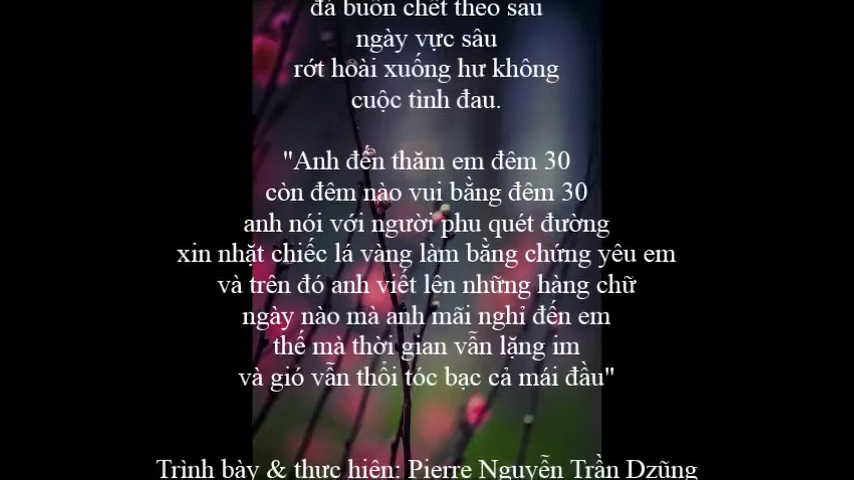 đá buồn chết theo sau
ngày vực sâu
rớt hoài xuống hư không
cuộc tình đau.
"Anh đến thăm em đêm 30
còn đêm nào vui bằng đêm 30
anh nói với người phu quét đường
xin nhặt chiếc lá vàng làm bằng chứng yêu em
và trên đó anh viết lên những hàng chữ
ngày nào mà anh mãi nghỉ đến em
thế mà thời gian vẫn lặng im
và gió vẫn thổi tóc bạc cả mái đầu"
Trình bày & thực hiện: Pierre Nguyễn Trần Dzũng